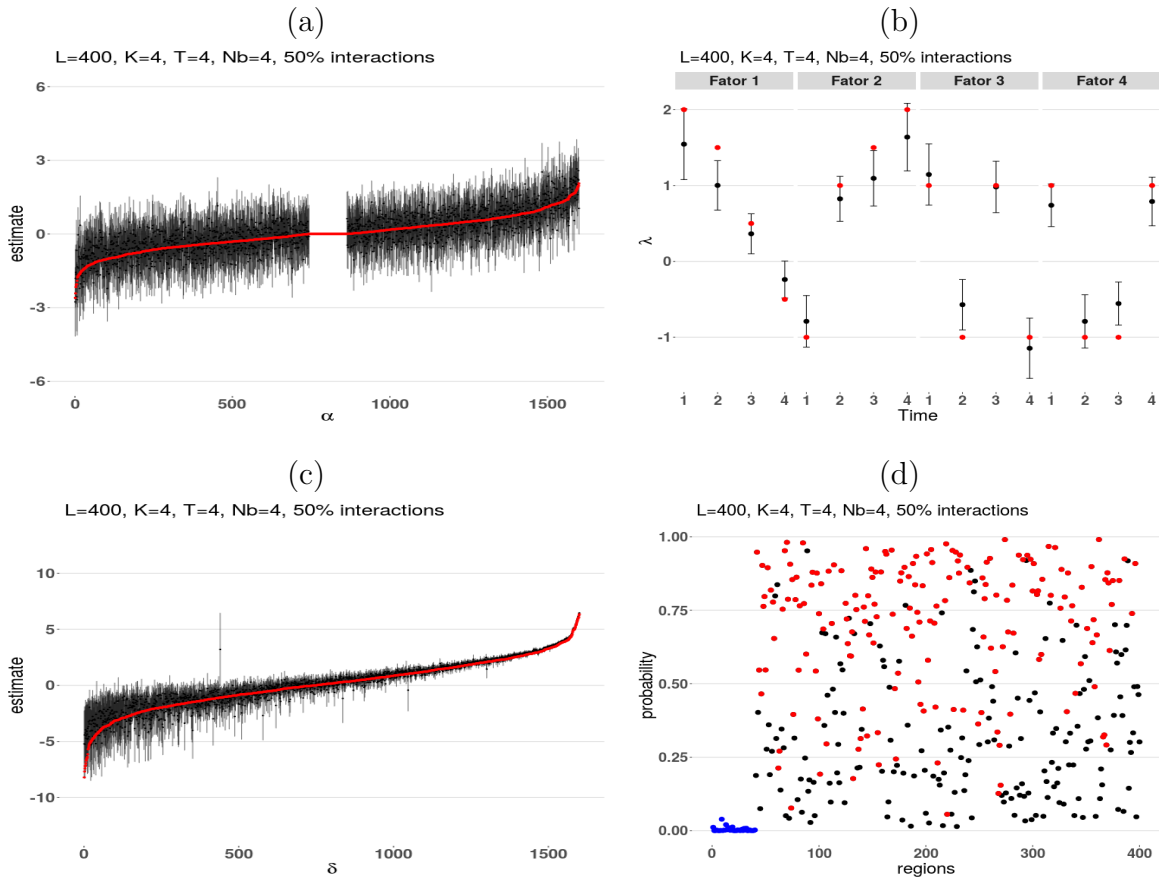 (a)
L=400, K=4, T=4, Nb=4, 50% interactions
6
3
0
-3
-6
estimate
0 500 1000 1500
α
(b)
L=400, K=4, T=4, Nb=4, 50% interactions
Fator 1 Fator 2 Fator 3 Fator 4
2
1
0
-1
λ
1 2 3 4 1 2 3 4 1 2 3 4 1 2 3 4
Time
(c)
L=400, K=4, T=4, Nb=4, 50% interactions
10
5
0
-5
-10
estimate
0 500 1000 1500
δ
(d)
L=400, K=4, T=4, Nb=4, 50% interactions
1.00
0.75
0.50
0.25
0.00
probability
0 100 200 300 400
regions